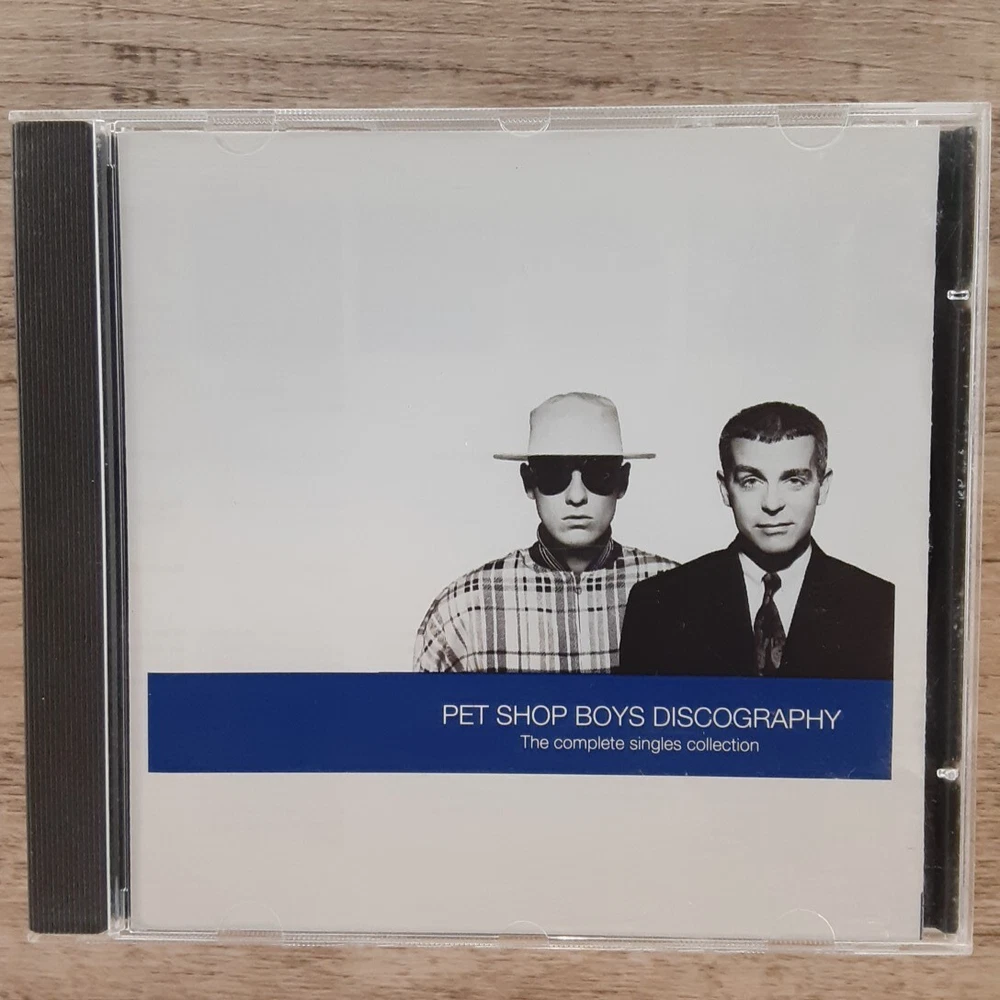 PET SHOP BOYS DISCOGRAPHY
The complete singles collection